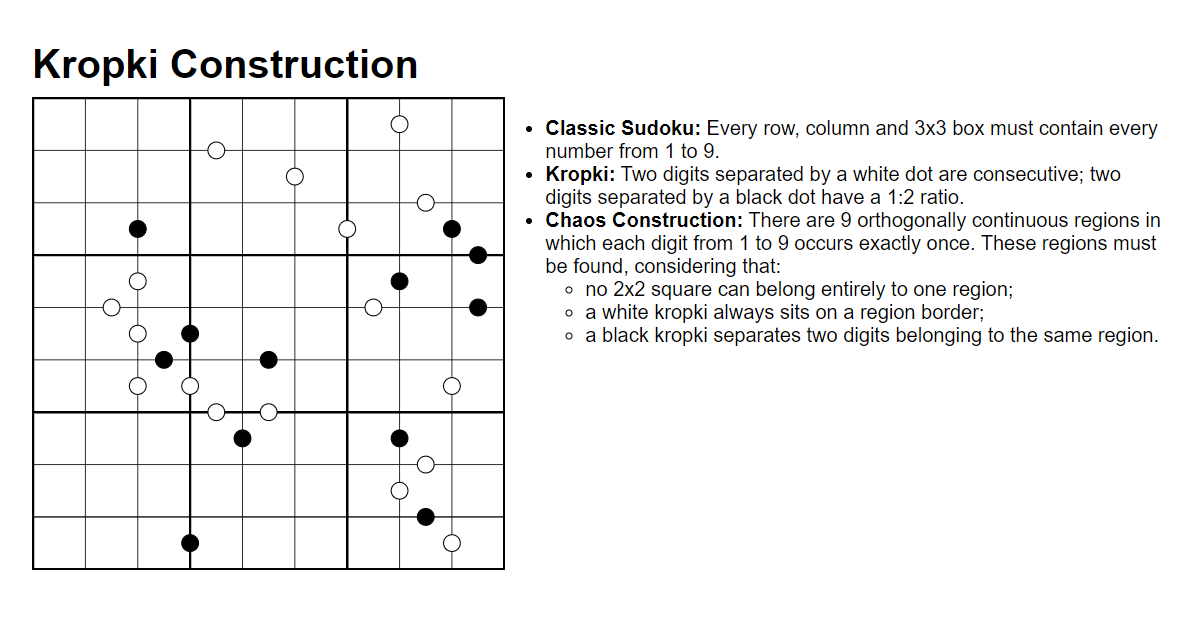 Kropki Construction
Classic Sudoku: Every row, column and 3x3 box must contain every
number from 1 to 9.
Kropki: Two digits separated by a white dot are consecutive; two
digits separated by a black dot have a 1:2 ratio.
Chaos Construction: There are 9 orthogonally continuous regions in
which each digit from 1 to 9 occurs exactly once. These regions must
be found, considering that:
no 2x2 square can belong entirely to one region;
a white kropki always sits on a region border;
a black kropki separates two digits belonging to the same region.